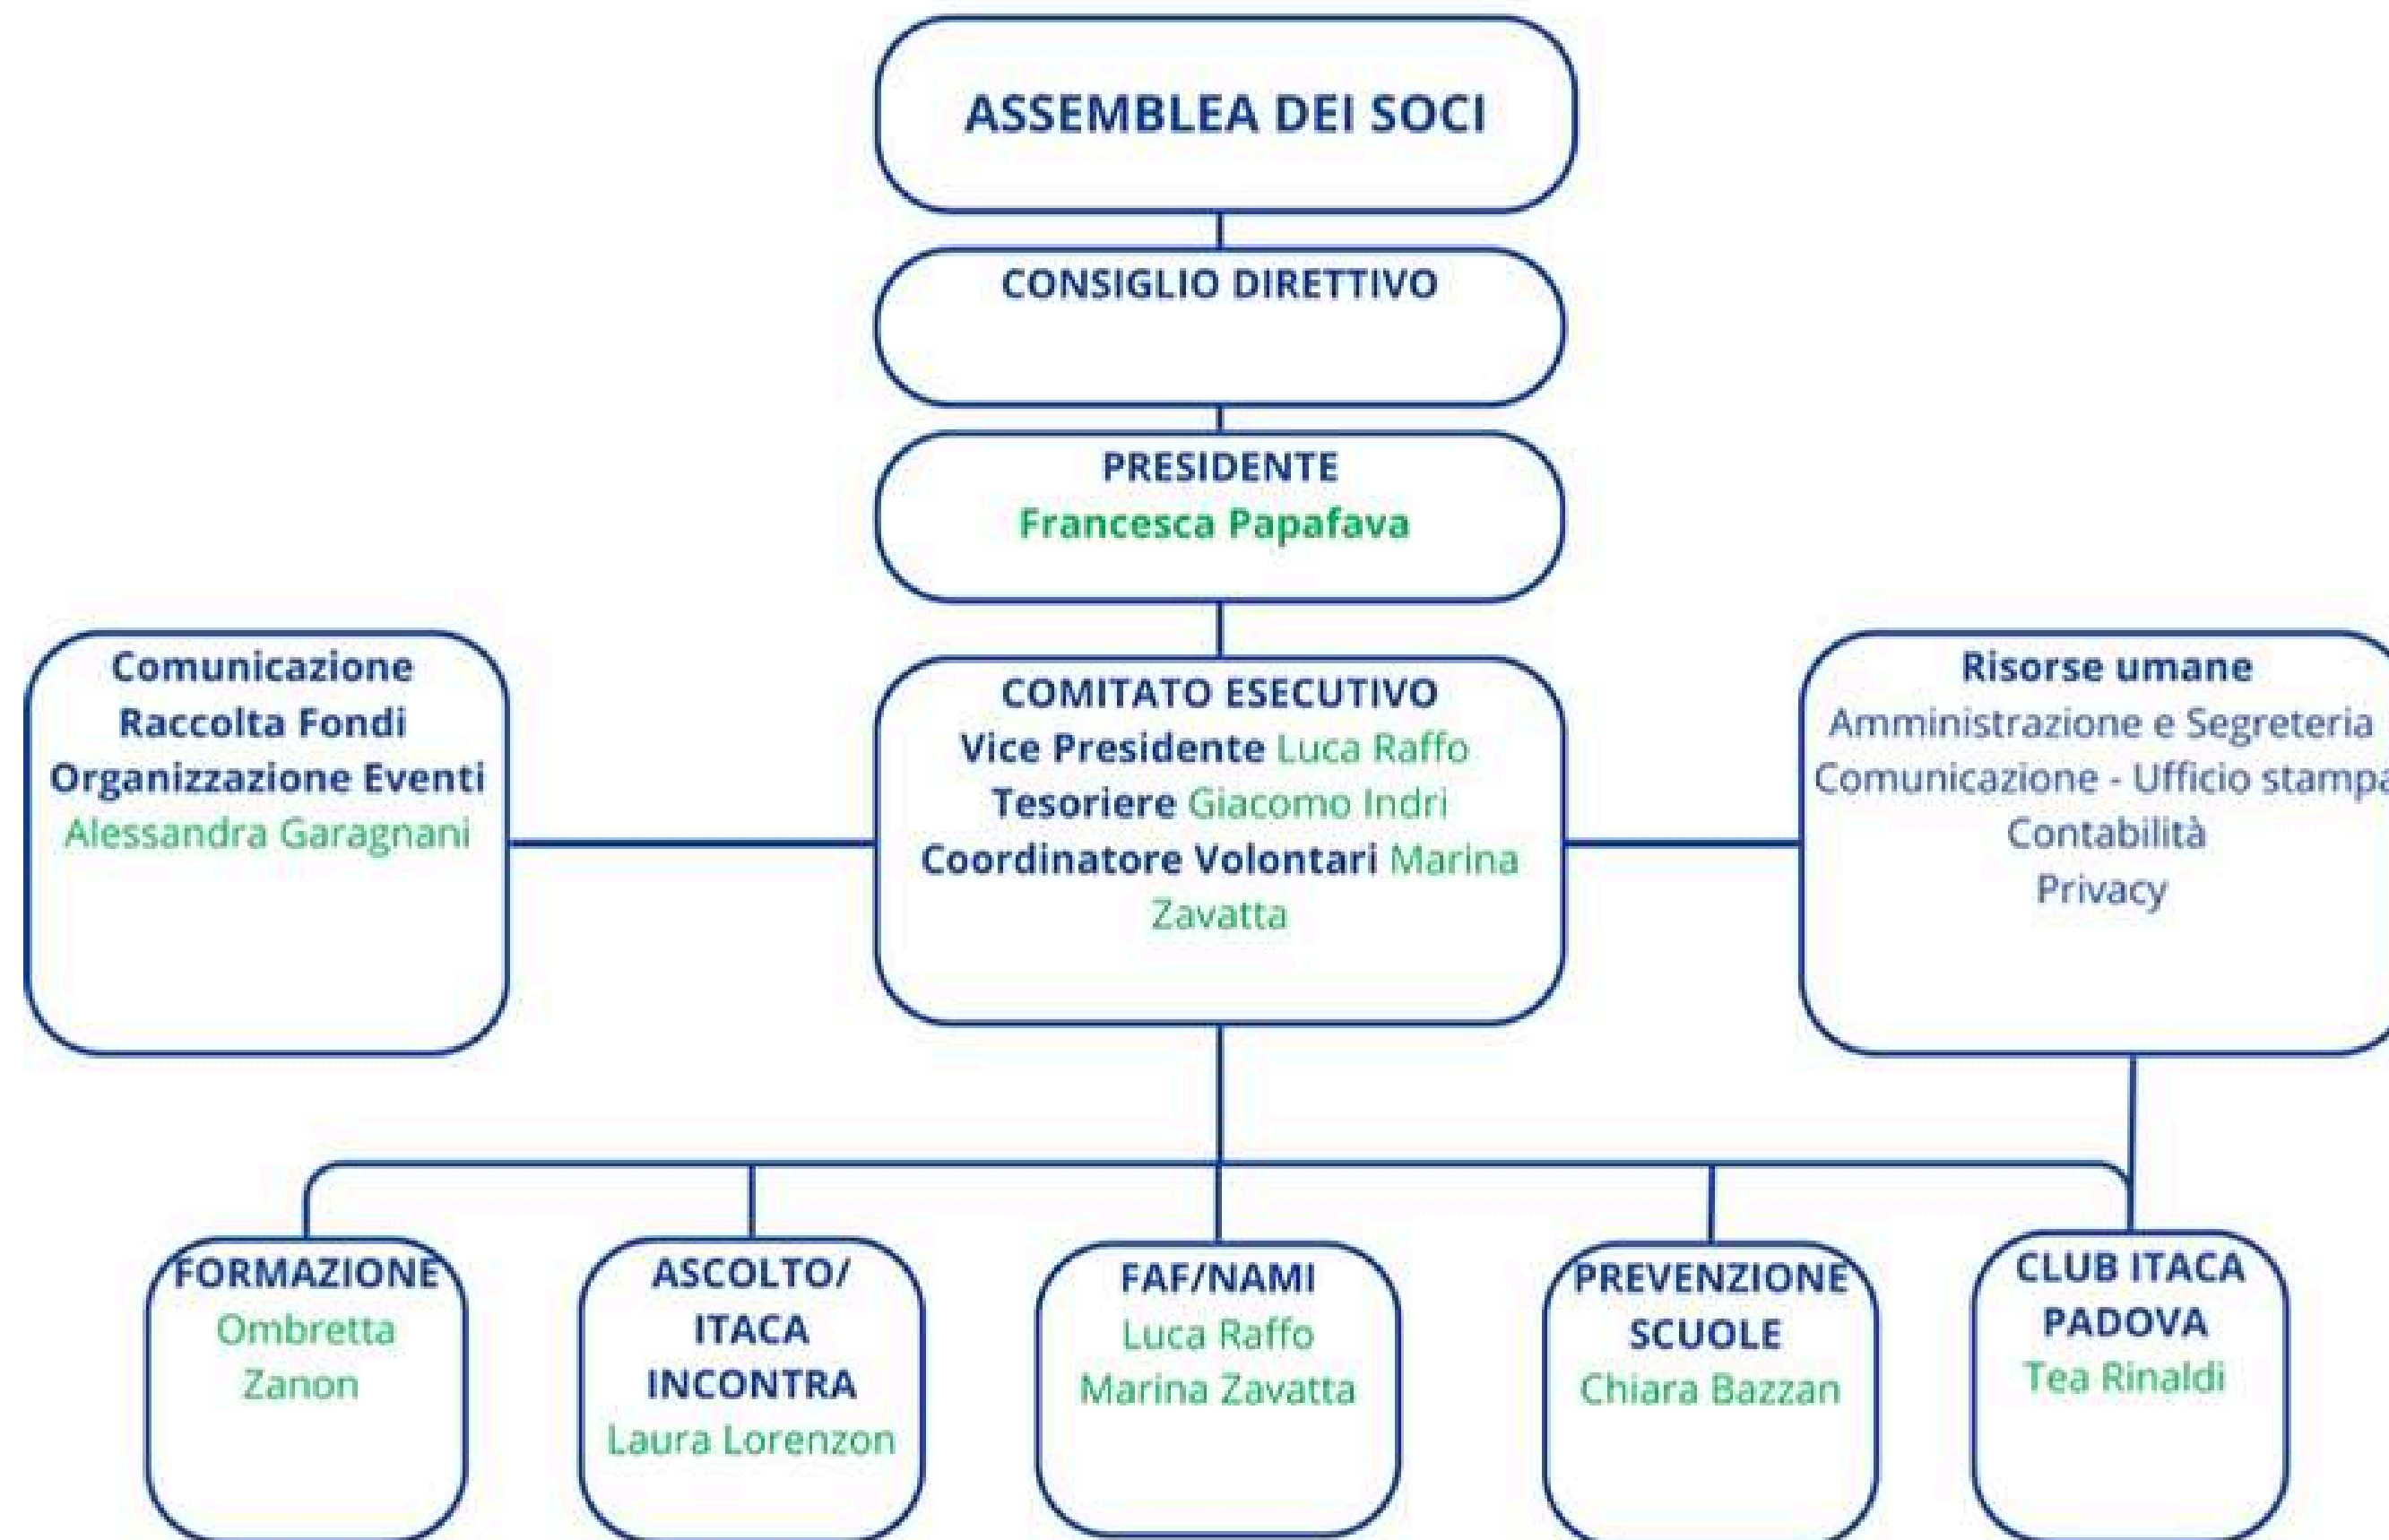 ASSEMBLEA DEI SOCI
CONSIGLIO DIRETTIVO
PRESIDENTE
Francesca Papafava
Comunicazione
Raccolta Fondi
Organizzazione Eventi
Alessandra Garagnani
COMITATO ESECUTIVO
Vice Presidente Luca Raffo
Tesoriere Giacomo Indri
Coordinatore Volontari Marina
Zavatta
Risorse umane
Amministrazione e Segreteria
Comunicazione - Ufficio stampa
Contabilità
Privacy
FORMAZIONE
Ombretta
Zanon
ASCOLTO/
ITACA
INCONTRA
Laura Lorenzon
FAF/NAMI
Luca Raffo
Marina Zavatta
PREVENZIONE
SCUOLE
Chiara Bazzan
CLUB ITACA
PADOVA
Tea Rinaldi